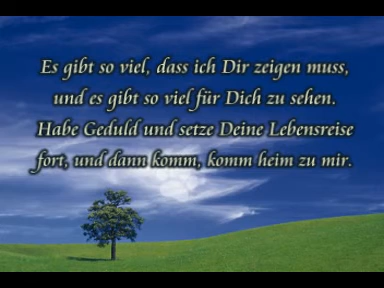 Es gibt so viel, dass ich Dir zeigen muss,
und es gibt so viel für Dich zu sehen.
Habe Geduld und setze Deine Lebensreise
fort, und dann komm, komm heim zu mir.